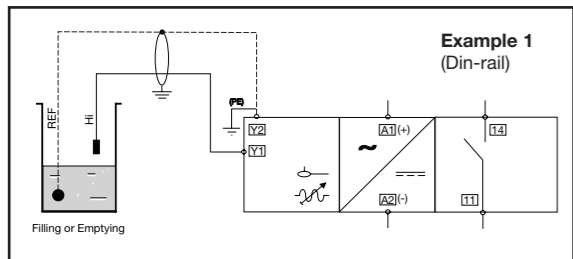 Example 1
(Din-rail)
REF
Hi
(PE)
Y2
Y1
A1 (+)
~
A2 (-)
14
11
Filling or Emptying